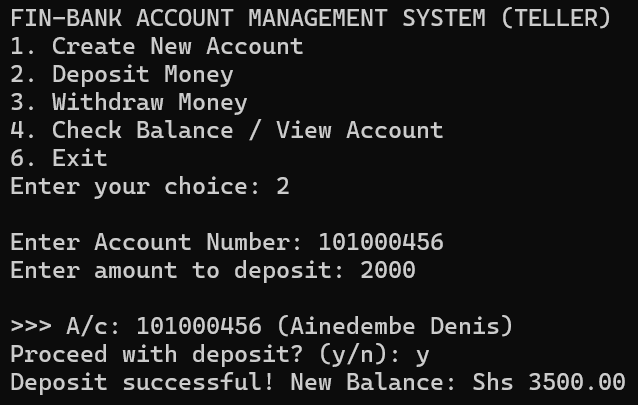 FIN-BANK ACCOUNT MANAGEMENT SYSTEM (TELLER)
1. Create New Account
2. Deposit Money
3. Withdraw Money
4. Check Balance / View Account
6. Exit
Enter your choice: 2
Enter Account Number: 101000456
Enter amount to deposit: 2000
>>> A/c: 101000456 (Ainedembe Denis)
Proceed with deposit? (y/n): y
Deposit successful! New Balance: Shs 3500.00